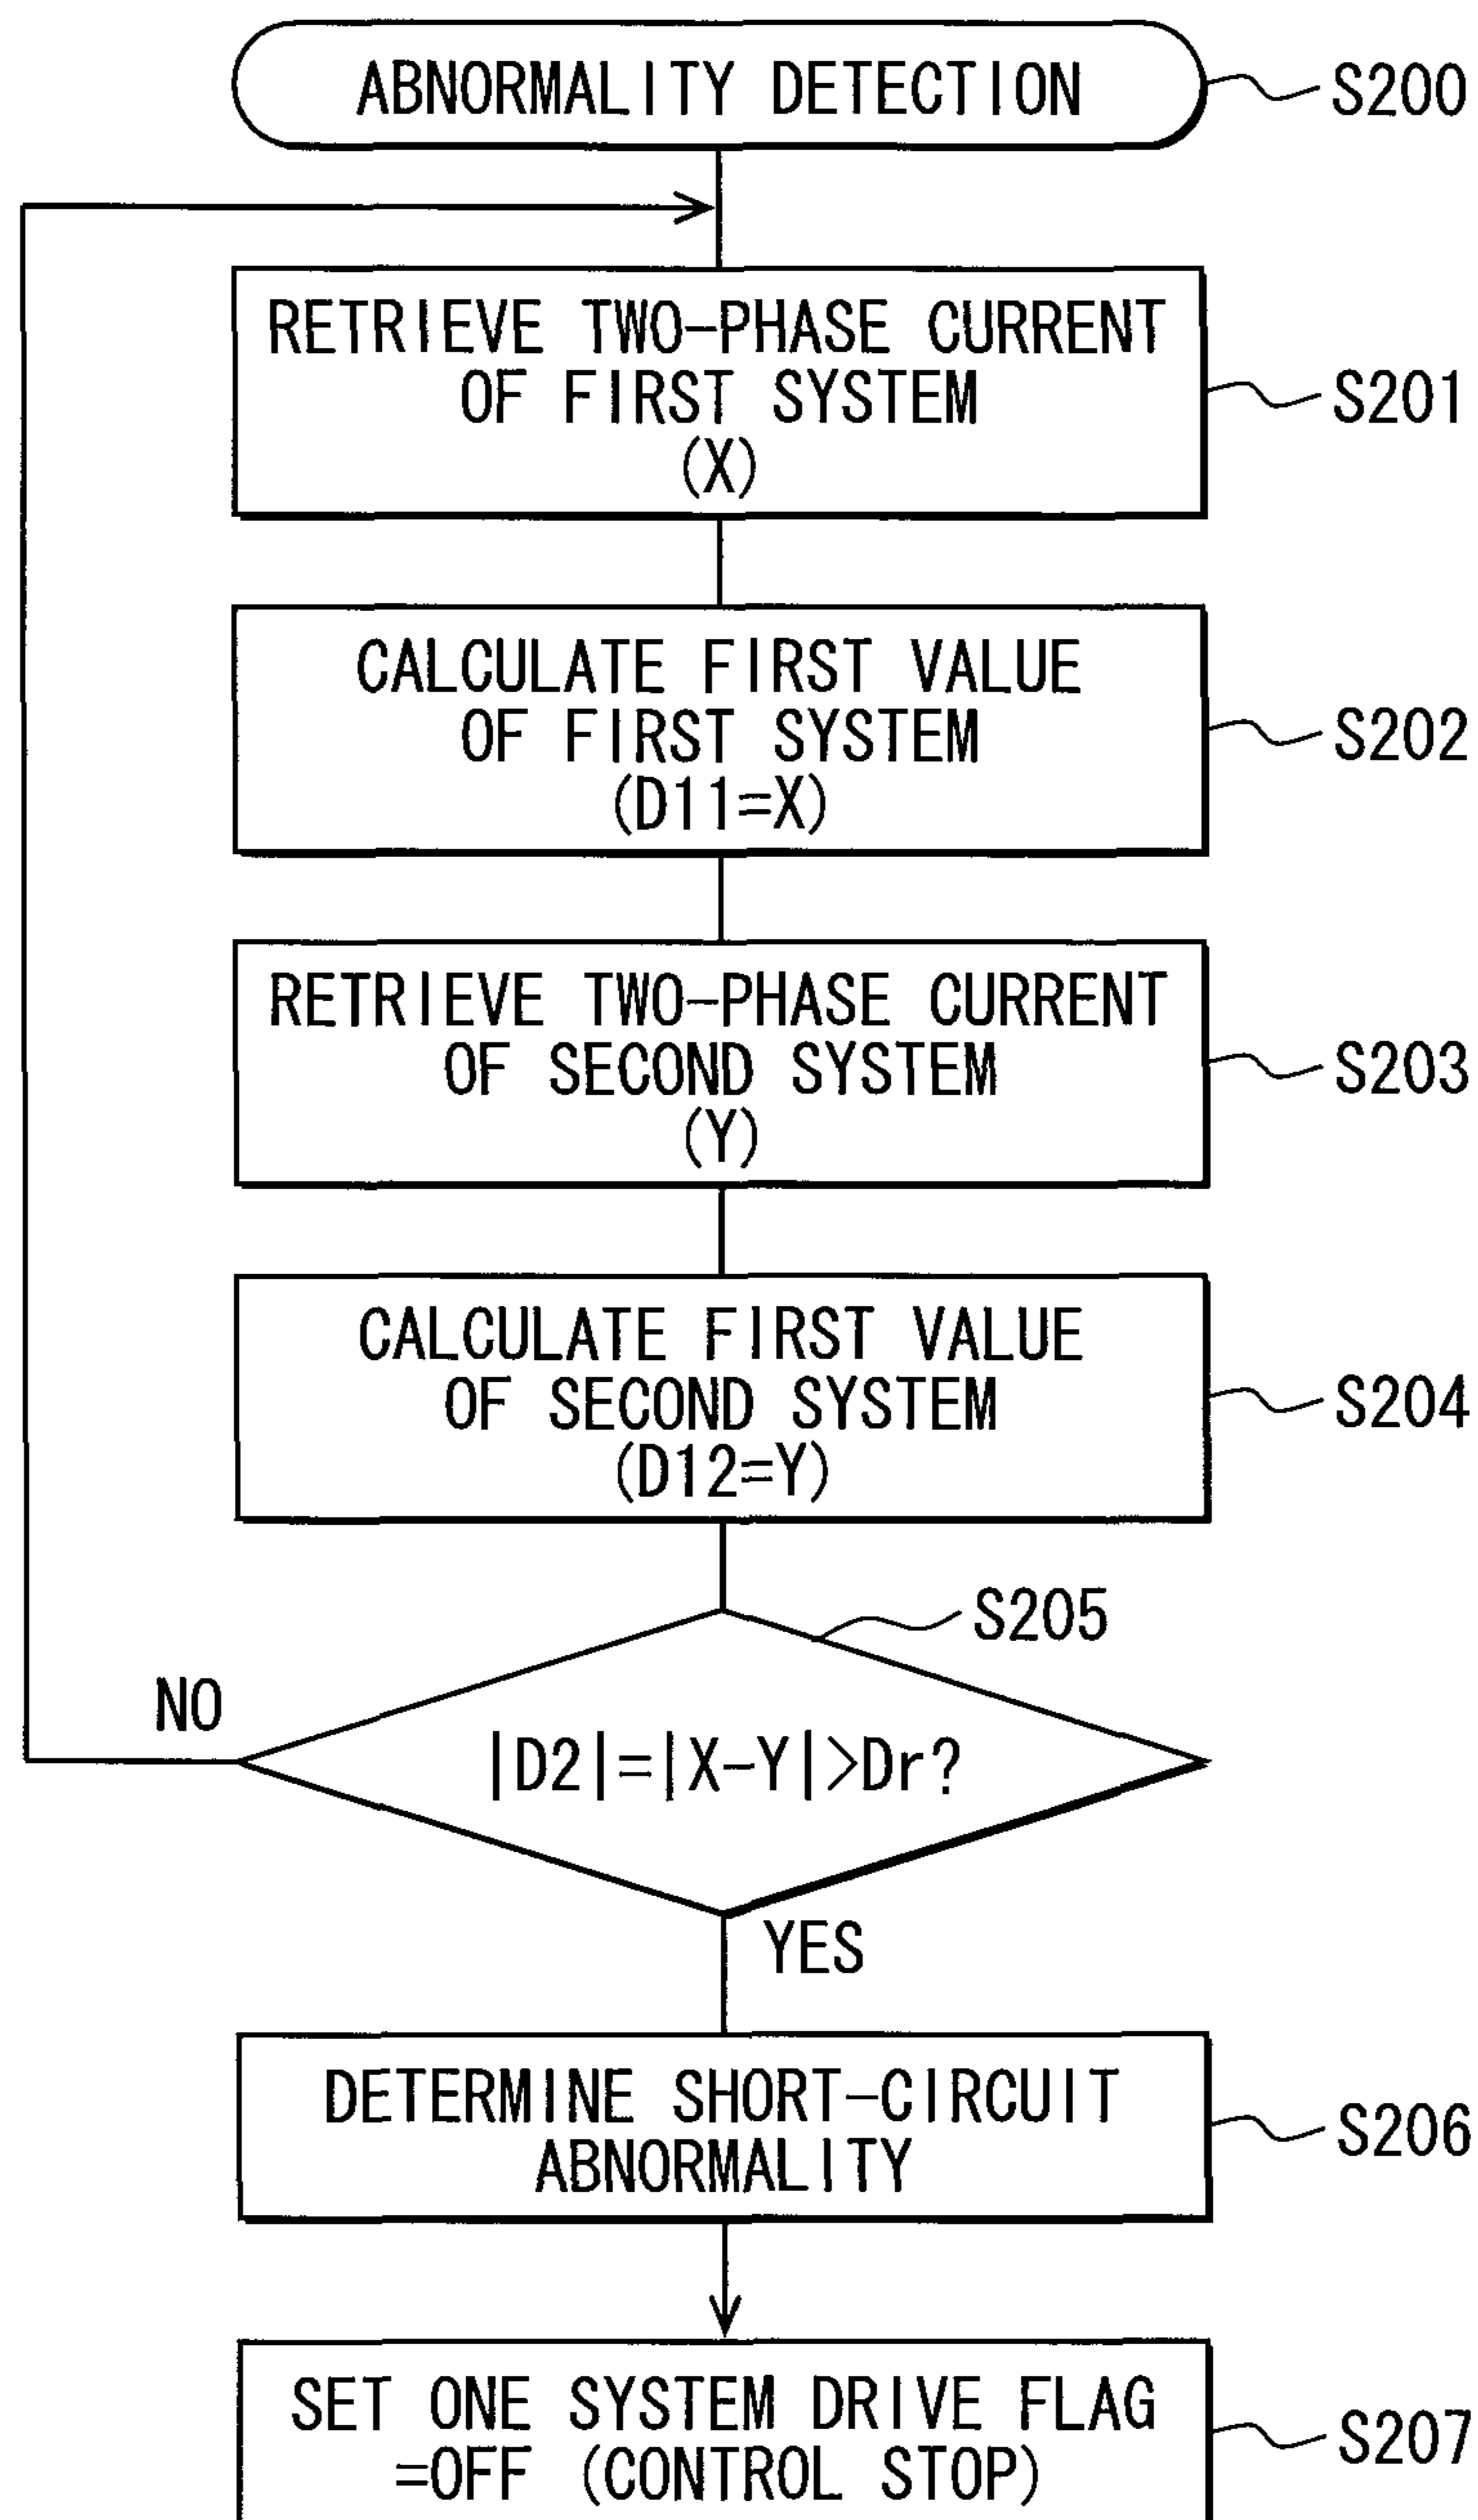 ABNORMALITY DETECTION
S200
RETRIEVE TWO-PHASE CURRENT
OF FIRST SYSTEM
(X)
S201
CALCULATE FIRST VALUE
OF FIRST SYSTEM
(D11=X)
S202
RETRIEVE TWO-PHASE CURRENT
OF SECOND SYSTEM
(Y)
S203
CALCULATE FIRST VALUE
OF SECOND SYSTEM
(D12=Y)
S204
S205
NO
|D2|=|X-Y|>Dr?
YES
DETERMINE SHORT-CIRCUIT
ABNORMALITY
S206
SET ONE SYSTEM DRIVE FLAG
=OFF (CONTROL STOP)
S207